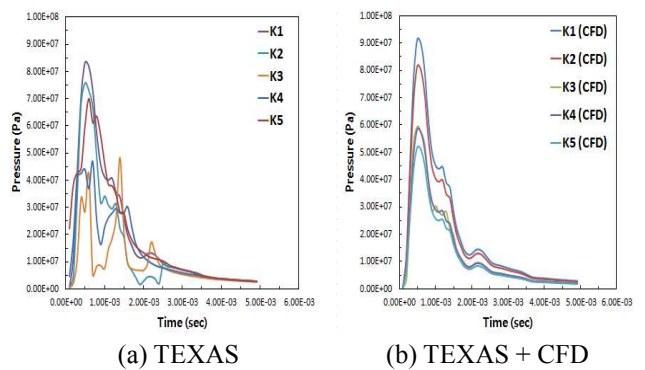 1.00E+08
9.00E+07
8.00E+07
7.00E+07
6.00E+07
5.00E+07
4.00E+07
3.00E+07
2.00E+07
1.00E+07
0.00E+00
Pressure (Pa)
K1
K2
K3
K4
K5
0.00E+00 1.00E-03 2.00E-03 3.00E-03 4.00E-03 5.00E-03 6.00E-03
Time (sec)
(a) TEXAS
1.00E+08
9.00E+07
8.00E+07
7.00E+07
6.00E+07
5.00E+07
4.00E+07
3.00E+07
2.00E+07
1.00E+07
0.00E+00
Pressure (Pa)
K1 (CFD)
K2 (CFD)
K3 (CFD)
K4 (CFD)
K5 (CFD)
0.00E+00 1.00E-03 2.00E-03 3.00E-03 4.00E-03 5.00E-03 6.00E-03
Time (sec)
(b) TEXAS + CFD